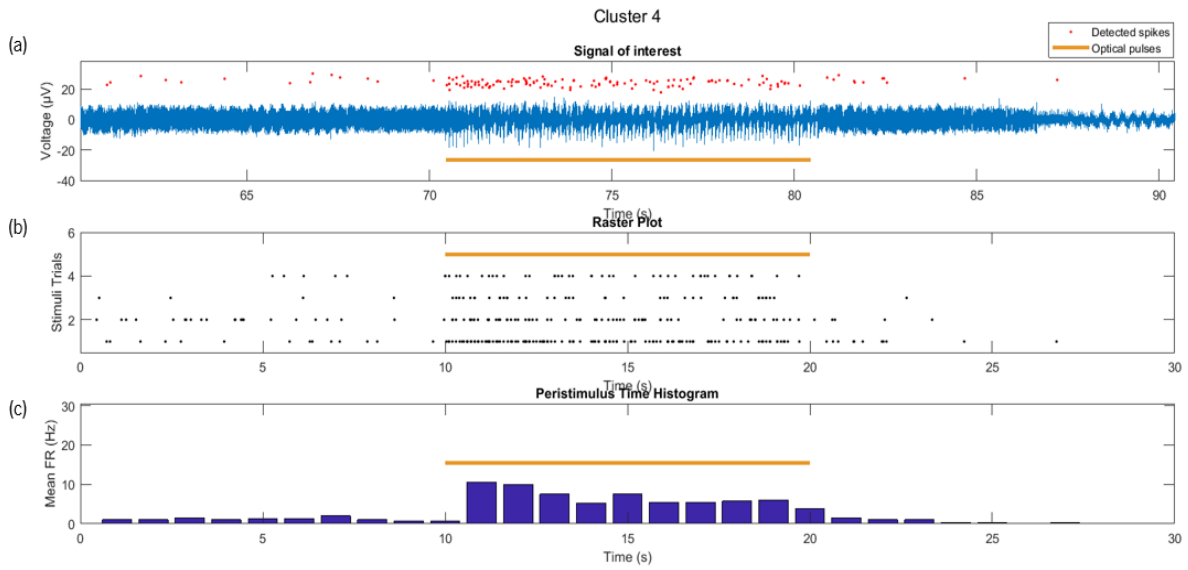 Cluster 4
(a)
Signal of interest
Detected spikes
Optical pulses
Voltage (µV)
20
0
-20
-40
65 70 75 80 85 90
Time (s)
(b)
Raster Plot
Stimuli Trials
6
4
2
0
0 5 10 15 20 25 30
Time (s)
(c)
Peristimulus Time Histogram
Mean FR (Hz)
30
20
10
0
0 5 10 15 20 25 30
Time (s)